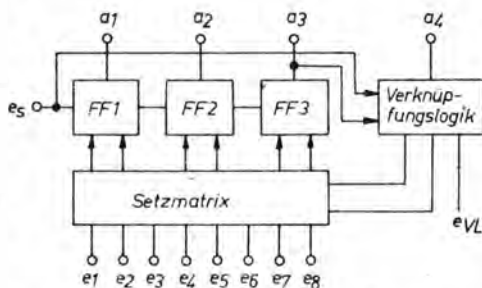 a1 a2 a3 a4
es FF1 FF2 FF3 Verknüp-
fungslogik
Setzmatrix
eVL
e1 e2 e3 e4 e5 e6 e7 e8